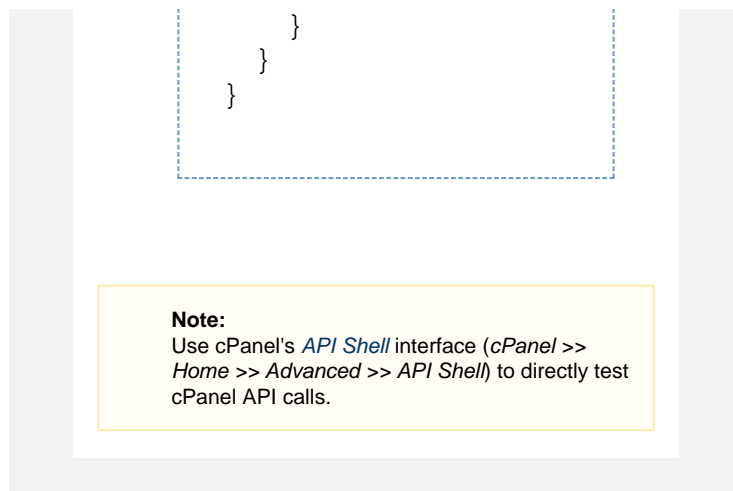 }
}
}
Note:
Use cPanel's API Shell interface (cPanel >>
Home >> Advanced >> API Shell) to directly test
cPanel API calls.